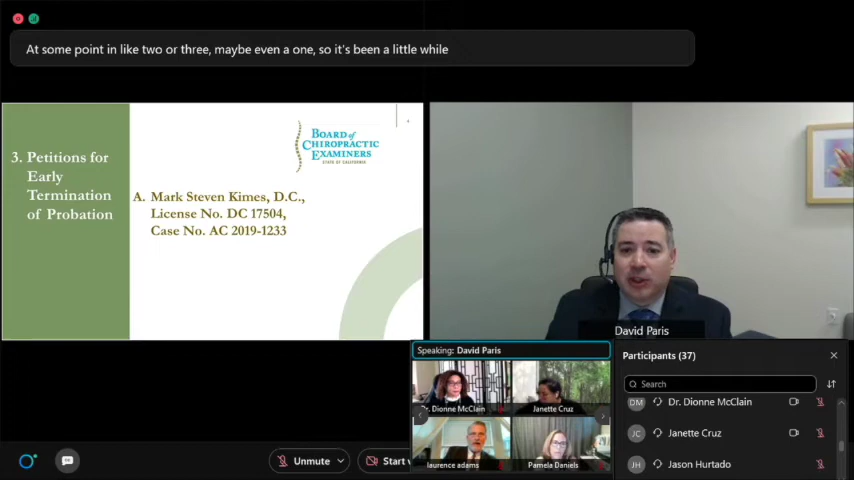 At some point in like two or three, maybe even a one, so it's been a little while
3. Petitions for
Early
Termination
of Probation
BOARD of
CHIROPRACTIC
EXAMINERS
STATE OF CALIFORNIA
A. Mark Steven Kimes, D.C.,
License No. DC 17504,
Case No. AC 2019-1233
David Paris
Speaking: David Paris
Dr. Dionne McClain
Janette Cruz
laurence adams
Pamela Daniels
Participants (37)
Search
DM Dr. Dionne McClain
JC Janette Cruz
JH Jason Hurtado
Unmute
Start v